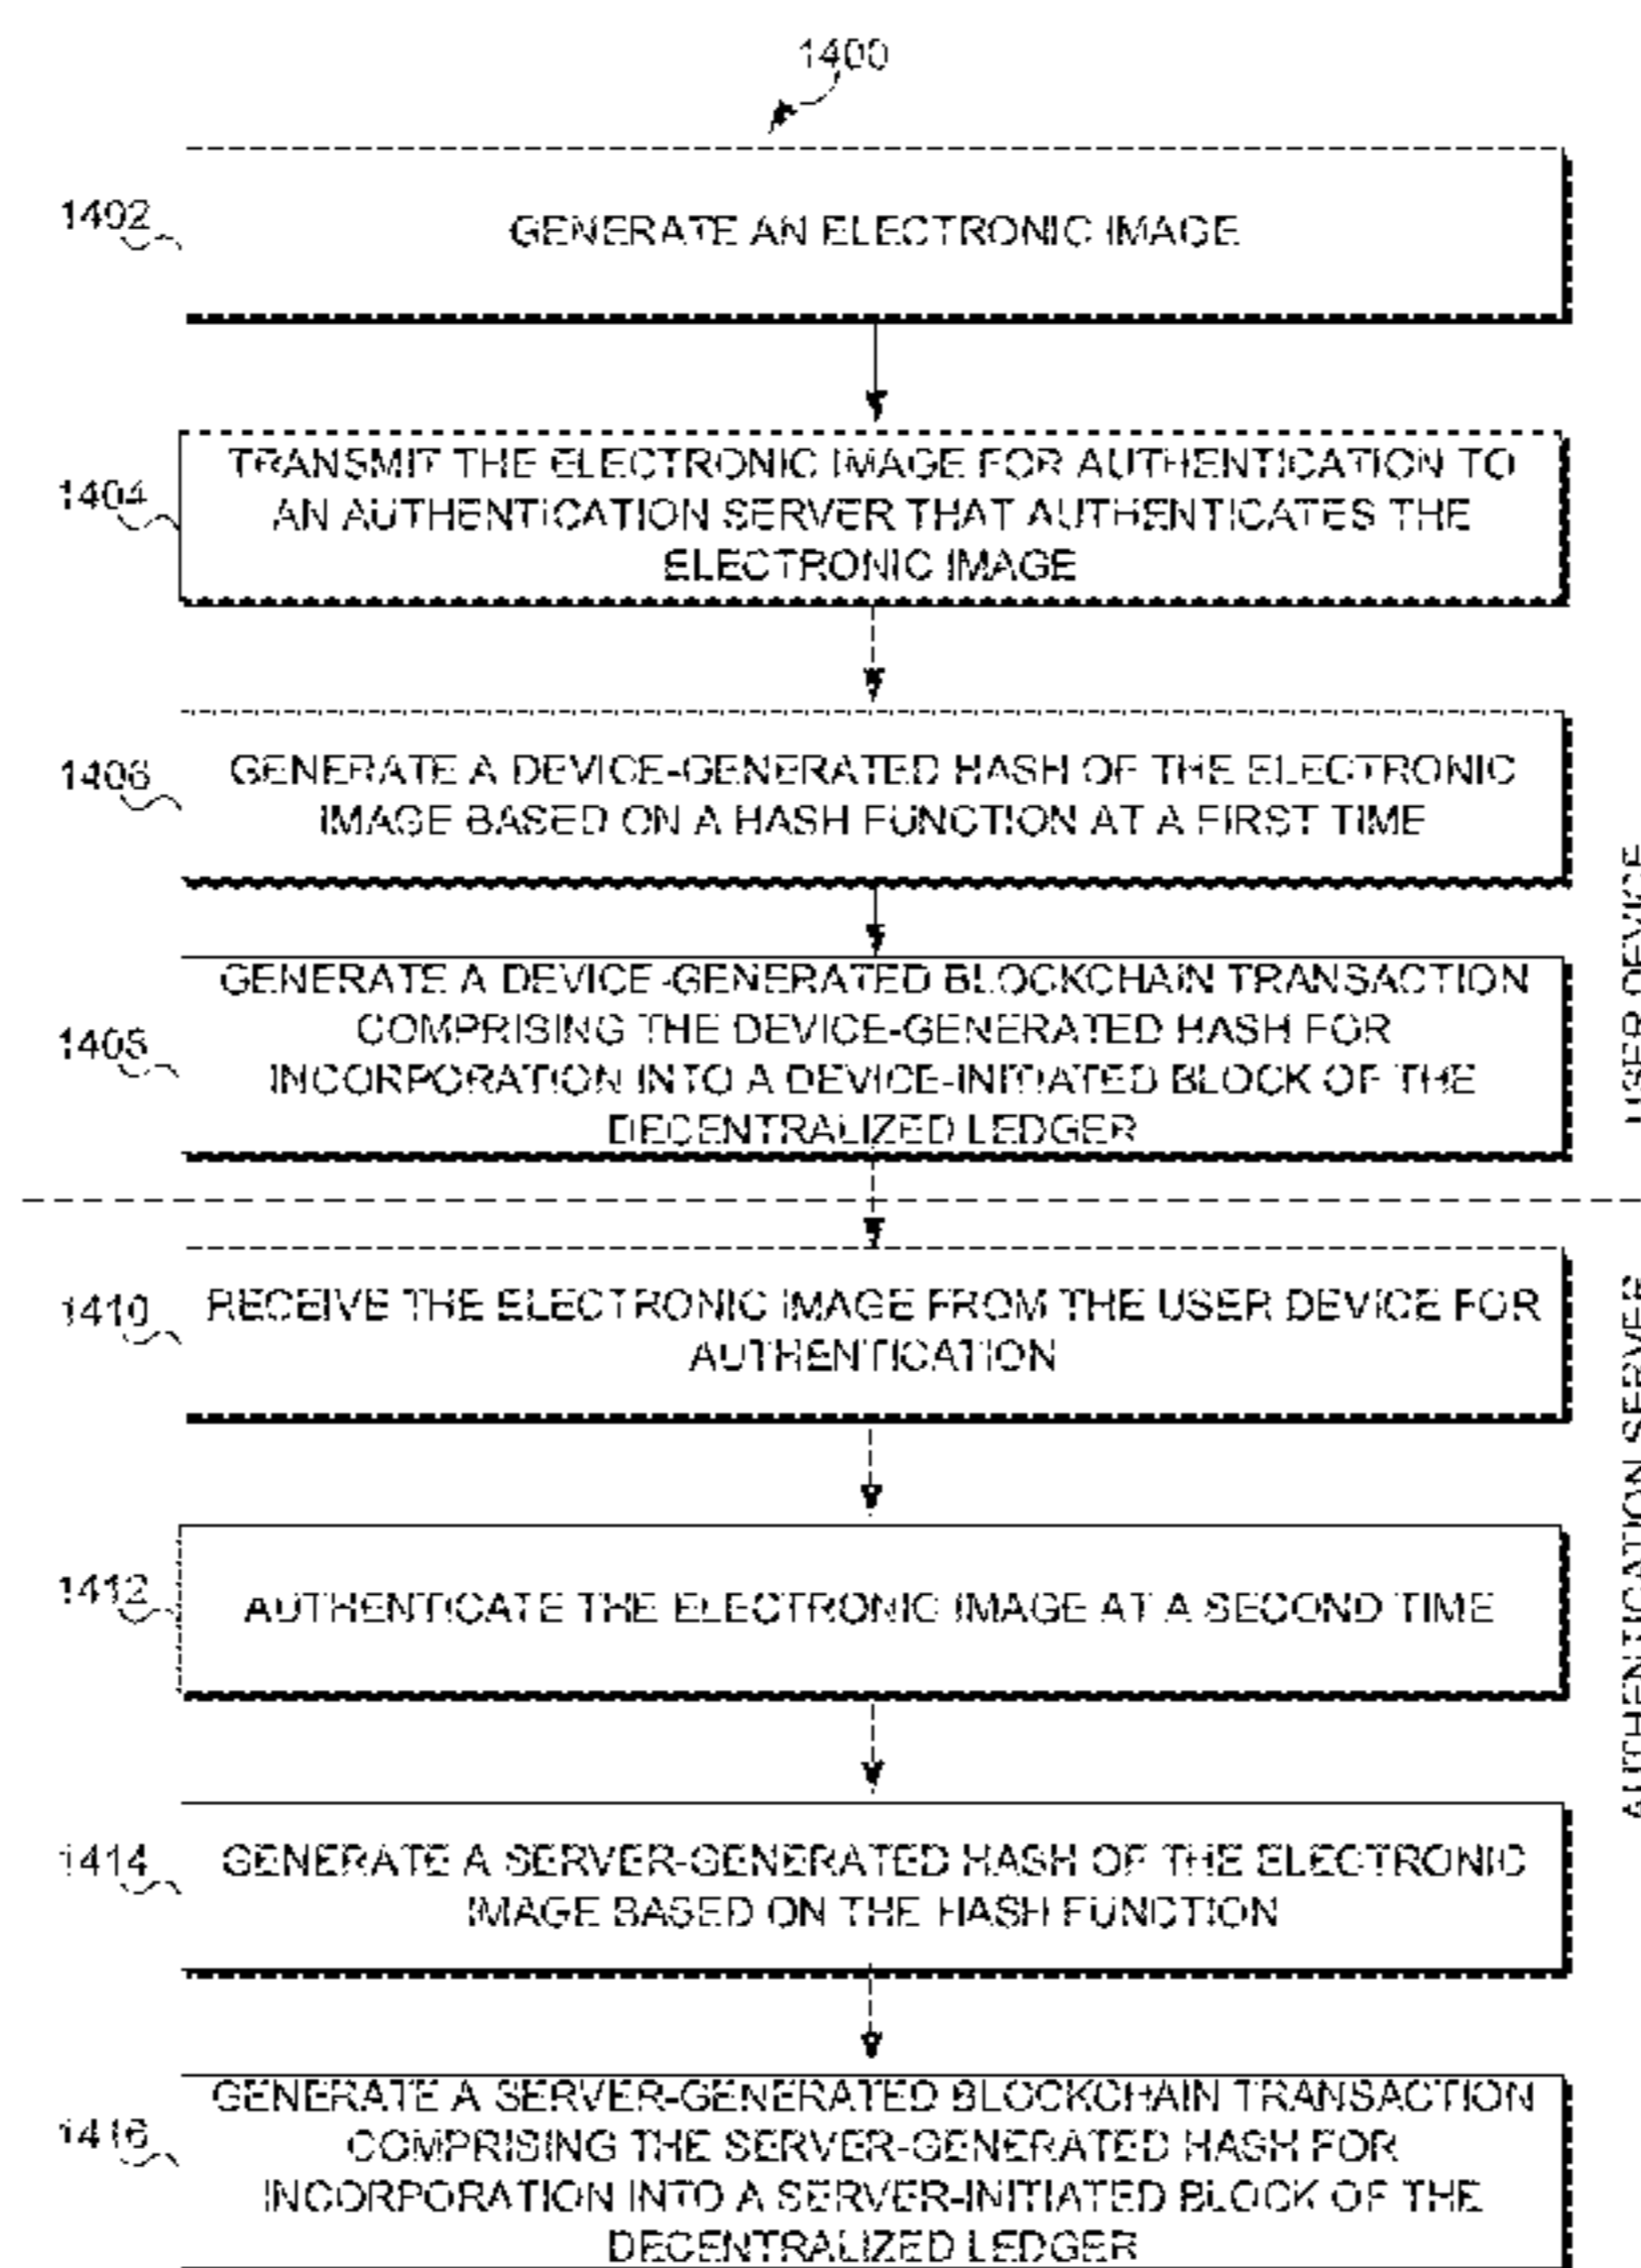 1400
1402
GENERATE AN ELECTRONIC IMAGE
1404
TRANSMIT THE ELECTRONIC IMAGE FOR AUTHENTICATION TO
AN AUTHENTICATION SERVER THAT AUTHENTICATES THE
ELECTRONIC IMAGE
1406
GENERATE A DEVICE-GENERATED HASH OF THE ELECTRONIC
IMAGE BASED ON A HASH FUNCTION AT A FIRST TIME
USER DEVICE
GENERATE A DEVICE-GENERATED BLOCKCHAIN TRANSACTION
COMPRISING THE DEVICE-GENERATED HASH FOR
INCORPORATION INTO A DEVICE-INITIATED BLOCK OF THE
DECENTRALIZED LEDGER
1410
RECEIVE THE ELECTRONIC IMAGE FROM THE USER DEVICE FOR
AUTHENTICATION
AUTHENTICATION SERVER
1412
AUTHENTICATE THE ELECTRONIC IMAGE AT A SECOND TIME
1414
GENERATE A SERVER-GENERATED HASH OF THE ELECTRONIC
IMAGE BASED ON THE HASH FUNCTION
1416
GENERATE A SERVER-GENERATED BLOCKCHAIN TRANSACTION
COMPRISING THE SERVER-GENERATED HASH FOR
INCORPORATION INTO A SERVER-INITIATED BLOCK OF THE
DECENTRALIZED LEDGER